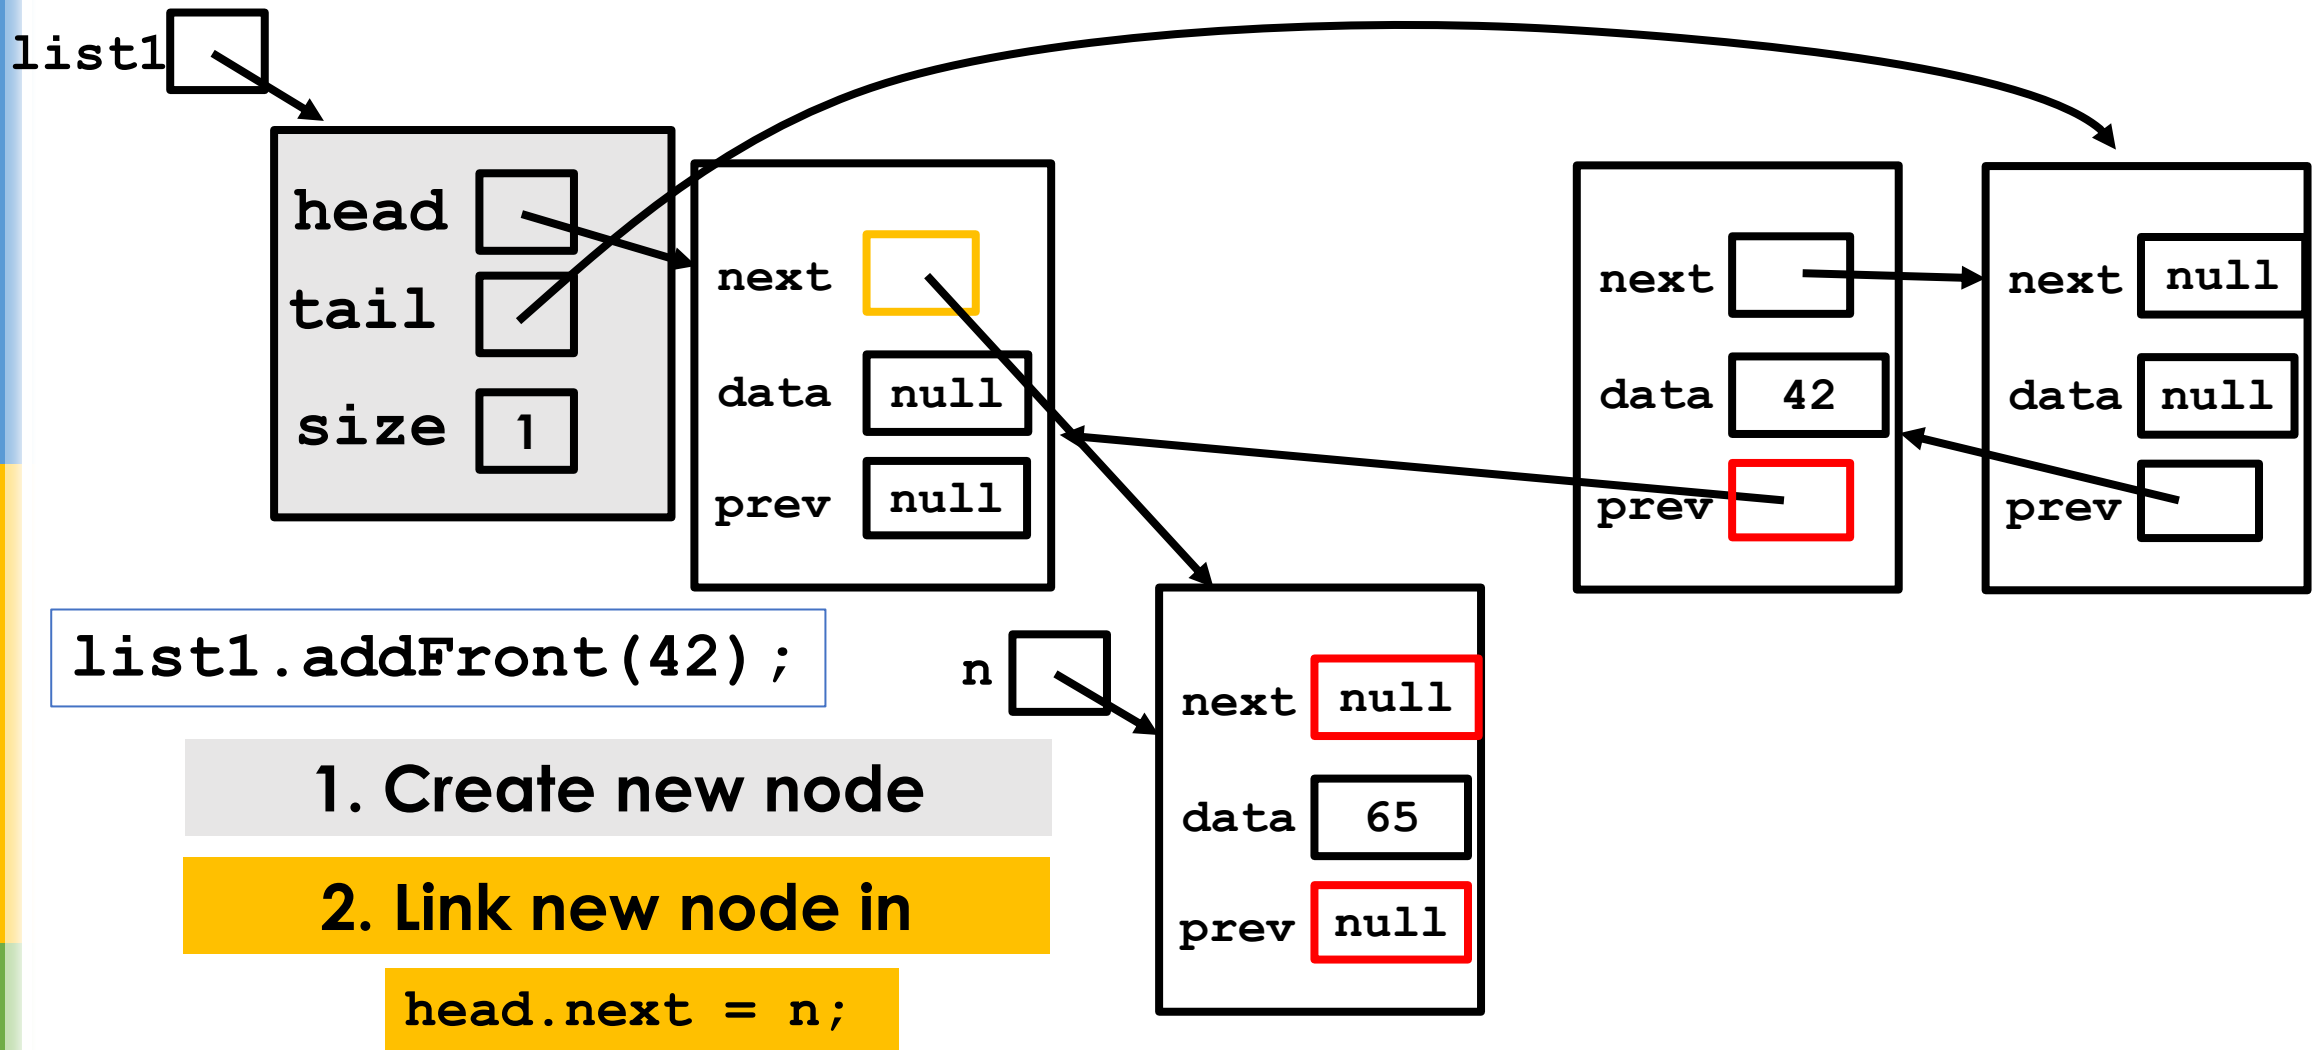 list1
head
tail
size 1
next
data null
prev null
next
data 42
prev
next null
data null
prev
list1.addFront(42);
n
next null
data 65
prev null
1. Create new node
2. Link new node in
head.next = n;